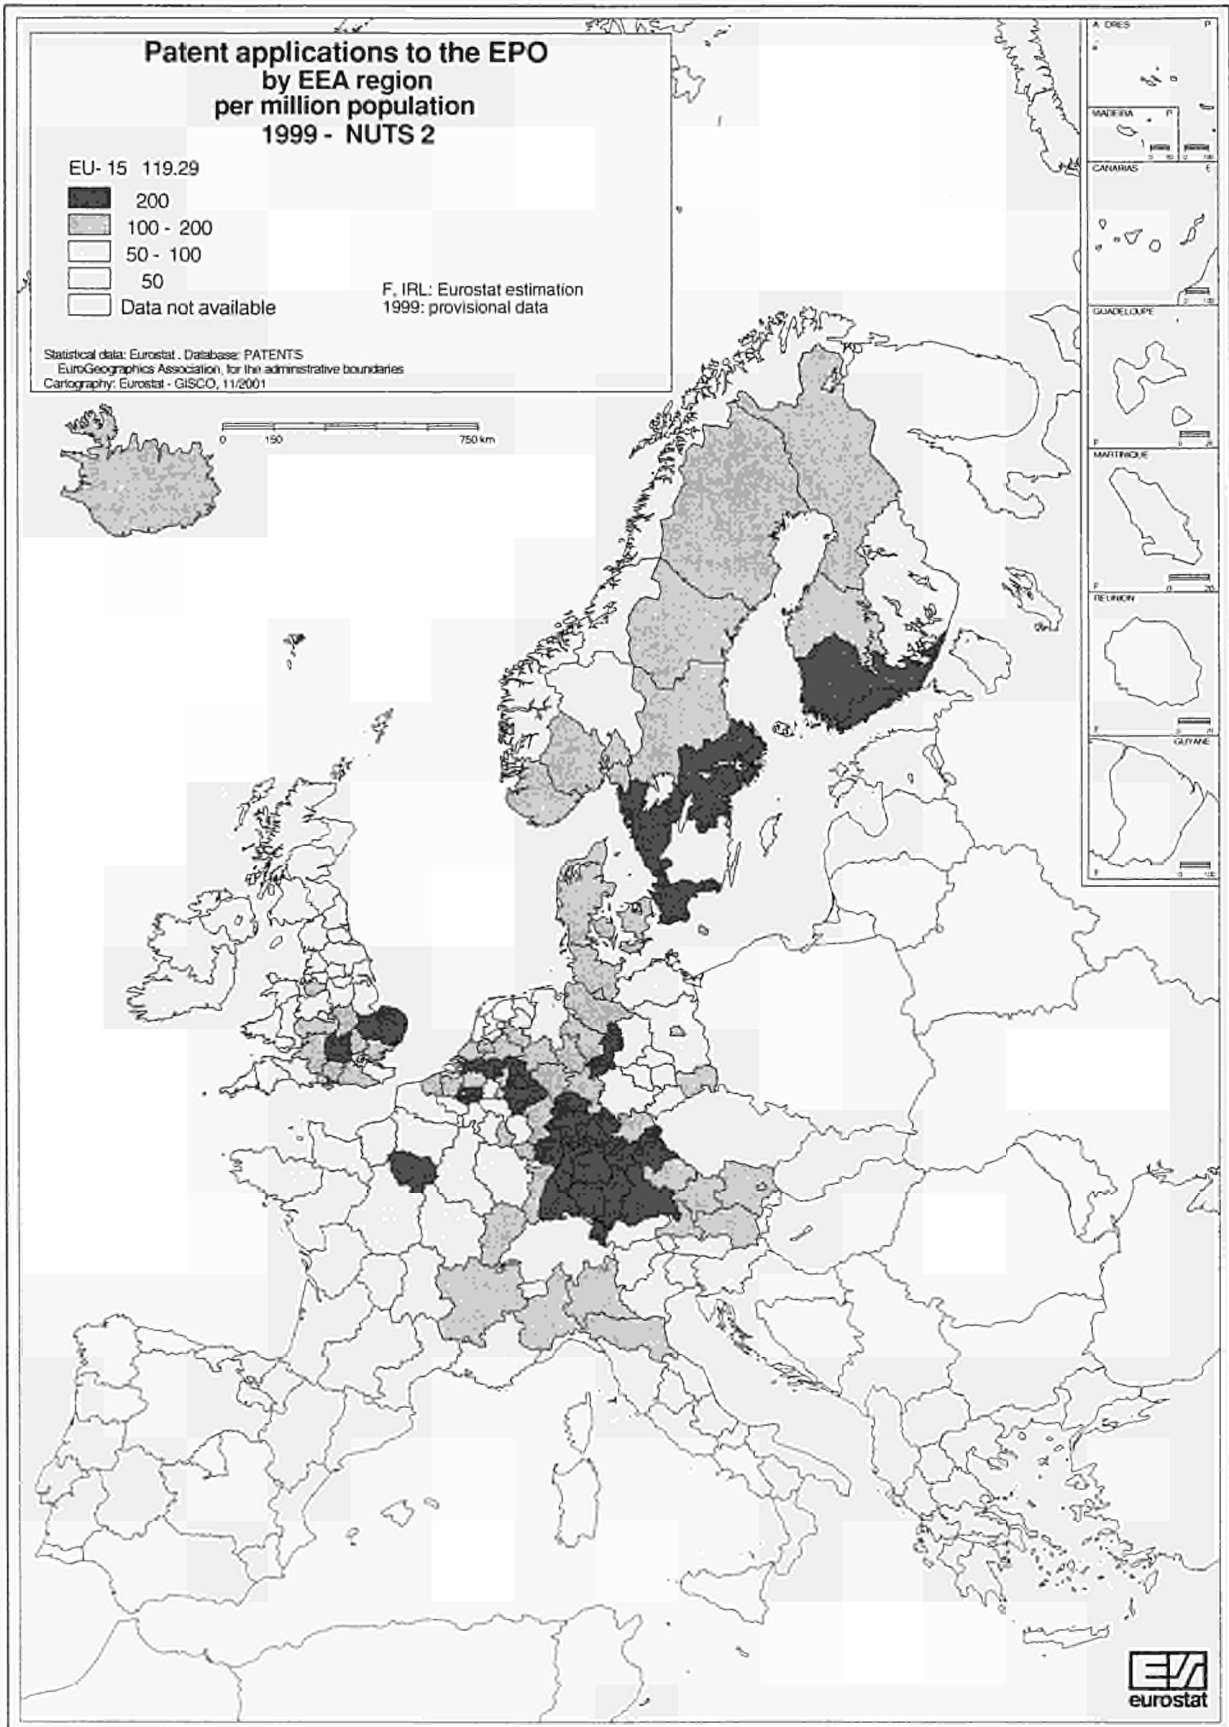 Patent applications to the EPO
by EEA region
per million population
1999 - NUTS 2
EU- 15 119.29
200
100 - 200
50 - 100
50
Data not available
F, IRL: Eurostat estimation
1999: provisional data
Statistical data: Eurostat . Database: PATENTS
EuroGeographics Association, for the administrative boundaries
Cartography: Eurostat - GISCO, 11/2001
0 150 750 km
P
MADEIRA P
CANARIAS E
GUADELOUPE
F
MARTINIQUE
F
0 20
REUNION
F
GUYANE
F
eurostat